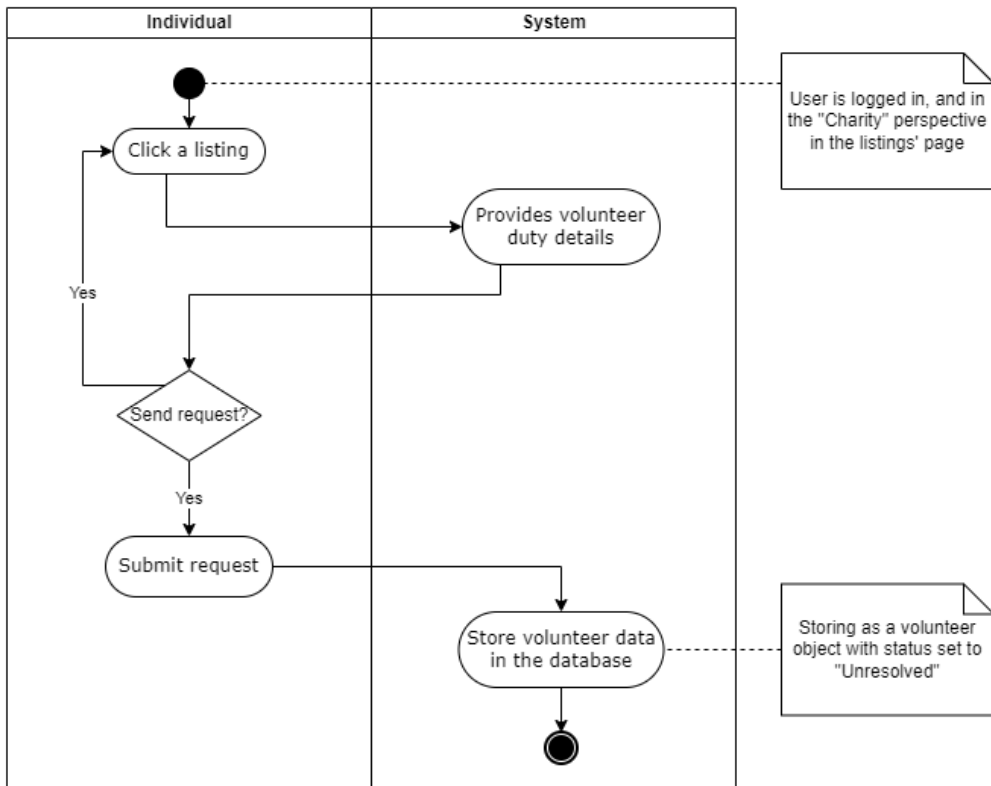 Individual
System
User is logged in, and in
the "Charity" perspective
in the listings' page
Click a listing
Provides volunteer
duty details
Yes
Send request?
Yes
Submit request
Store volunteer data
in the database
Storing as a volunteer
object with status set to
"Unresolved"